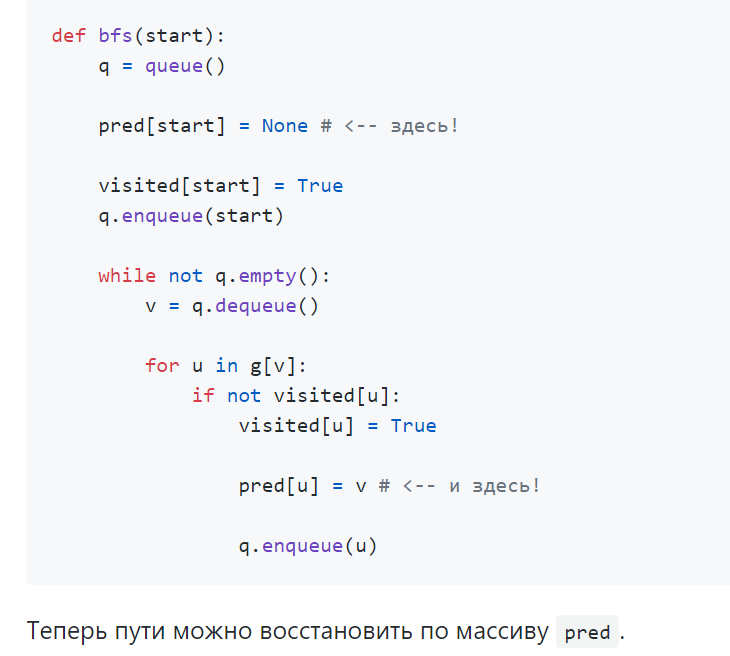 def bfs(start):
    q = queue()
    pred[start] = None # <-- здесь!
    visited[start] = True
    q.enqueue(start)
    while not q.empty():
        v = q.dequeue()
        for u in g[v]:
            if not visited[u]:
                visited[u] = True
                pred[u] = v # <-- и здесь!
                q.enqueue(u)
Теперь пути можно восстановить по массиву pred.